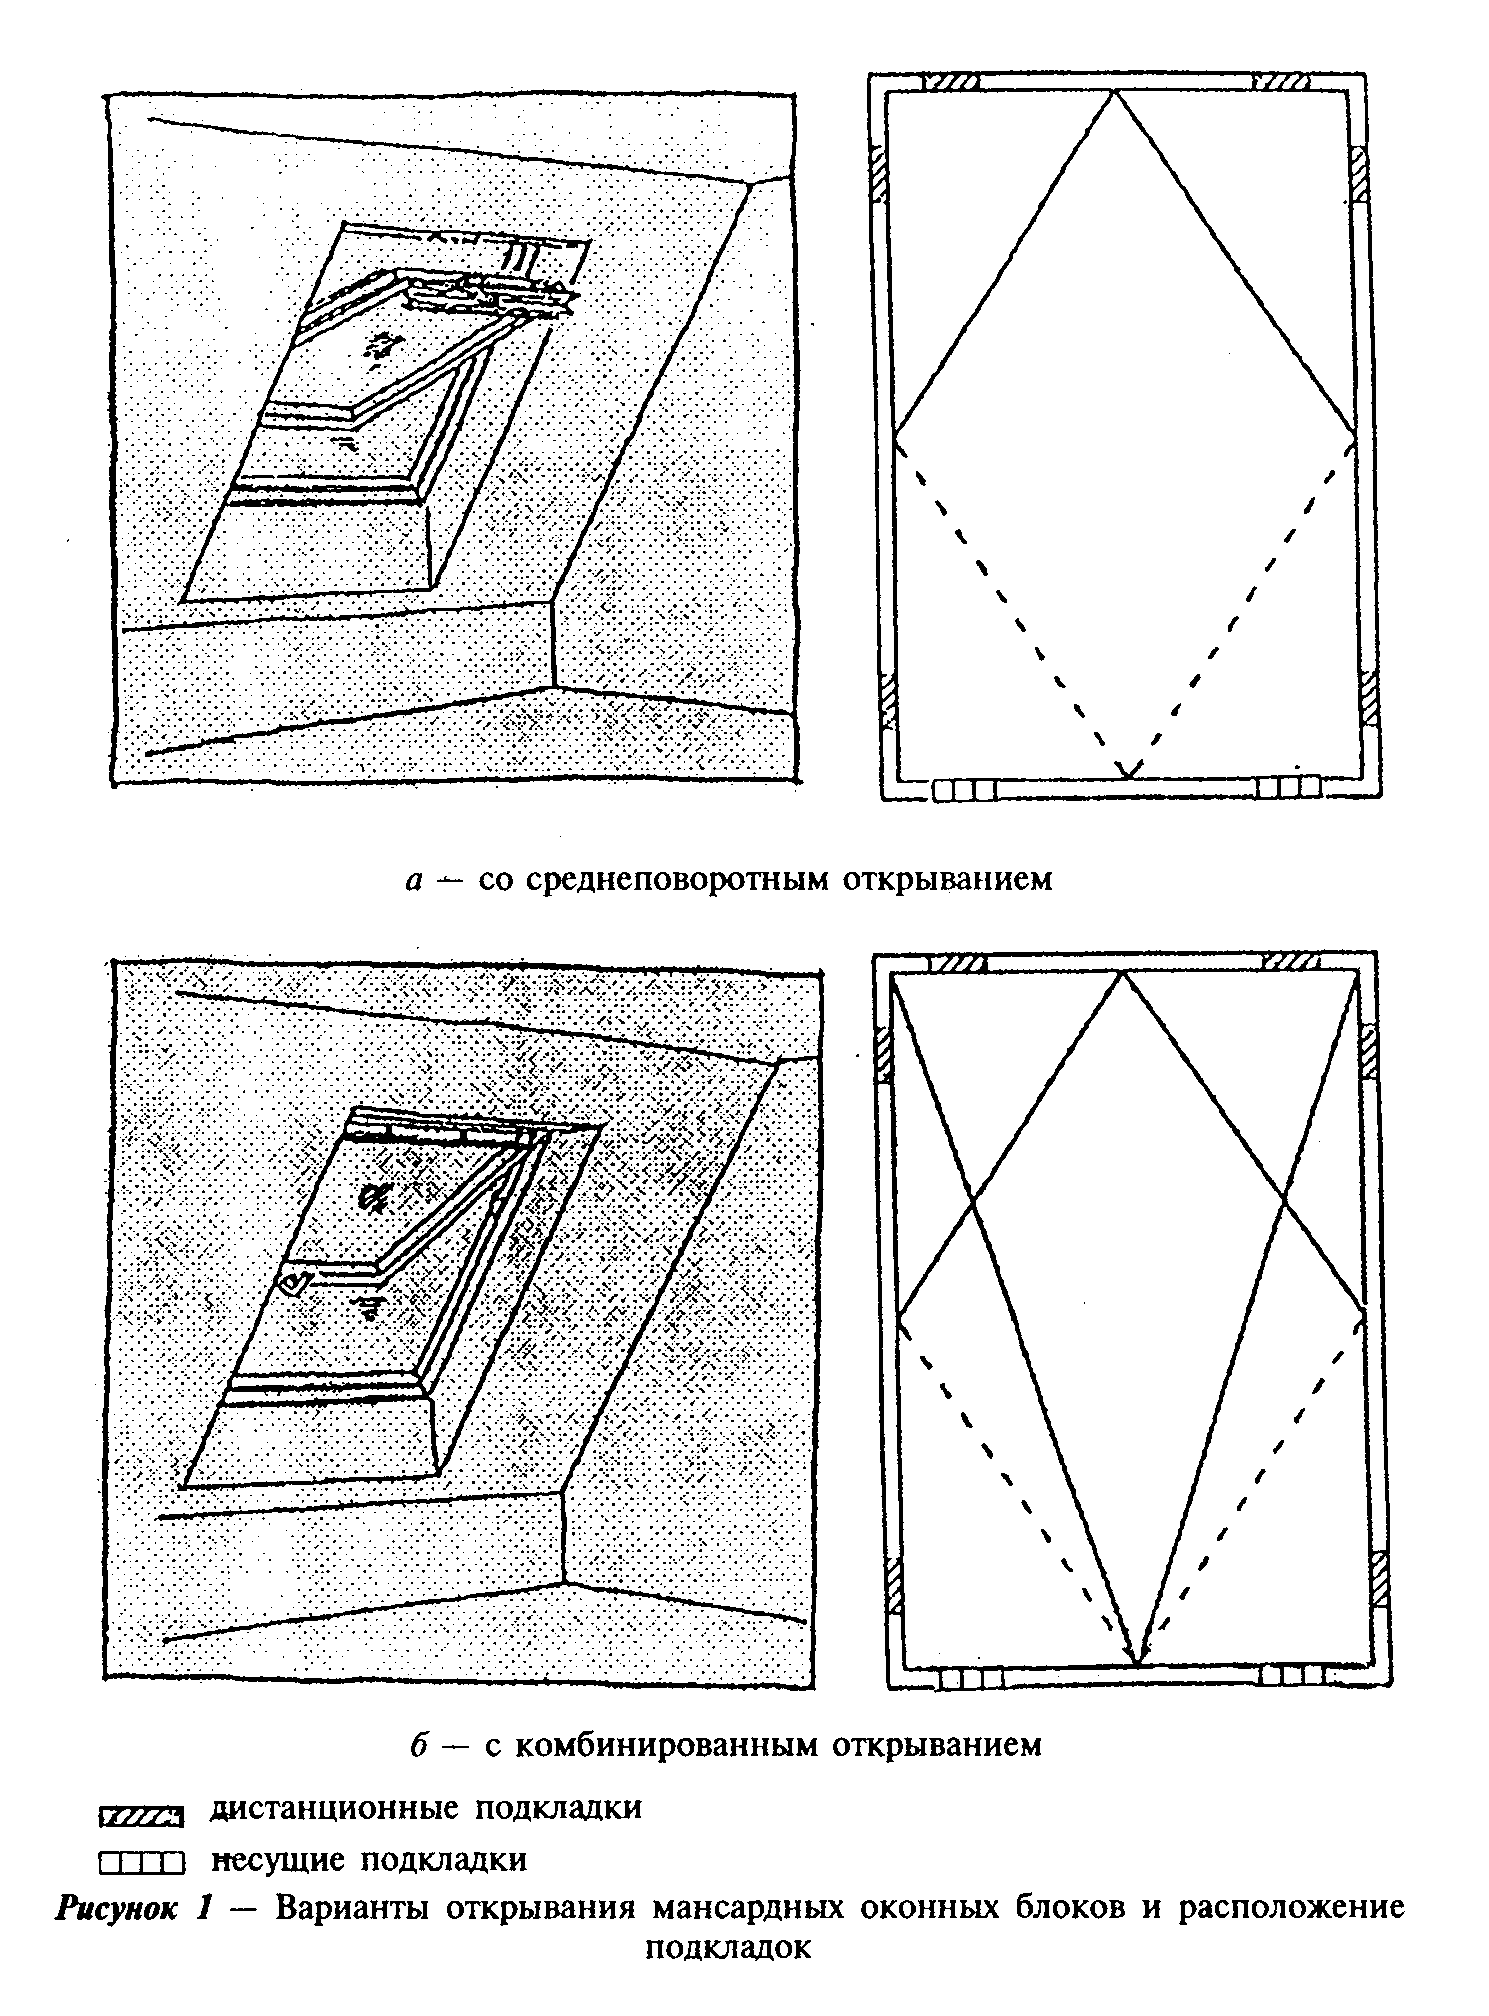 а — со среднеповоротным открыванием
б — с комбинированным открыванием
дистанционные подкладки
несущие подкладки
Рисунок 1 — Варианты открывания мансардных оконных блоков и расположение
подкладок